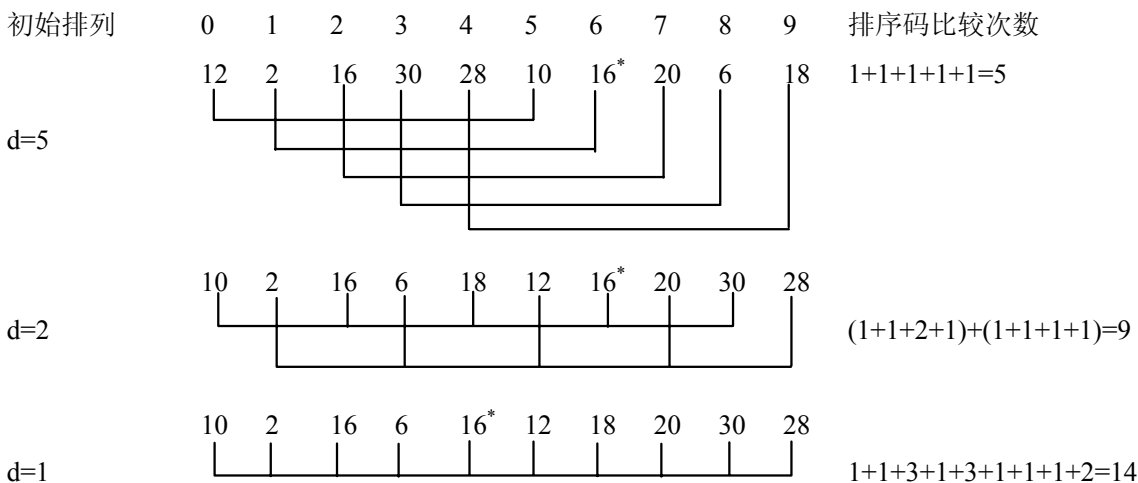 初始排列 0 1 2 3 4 5 6 7 8 9 排序码比较次数
12 2 16 30 28 10 16* 20 6 18 1+1+1+1+1=5
d=5
10 2 16 6 18 12 16* 20 30 28
d=2 (1+1+2+1)+(1+1+1+1)=9
10 2 16 6 16* 12 18 20 30 28
d=1 1+1+3+1+3+1+1+1+2=14